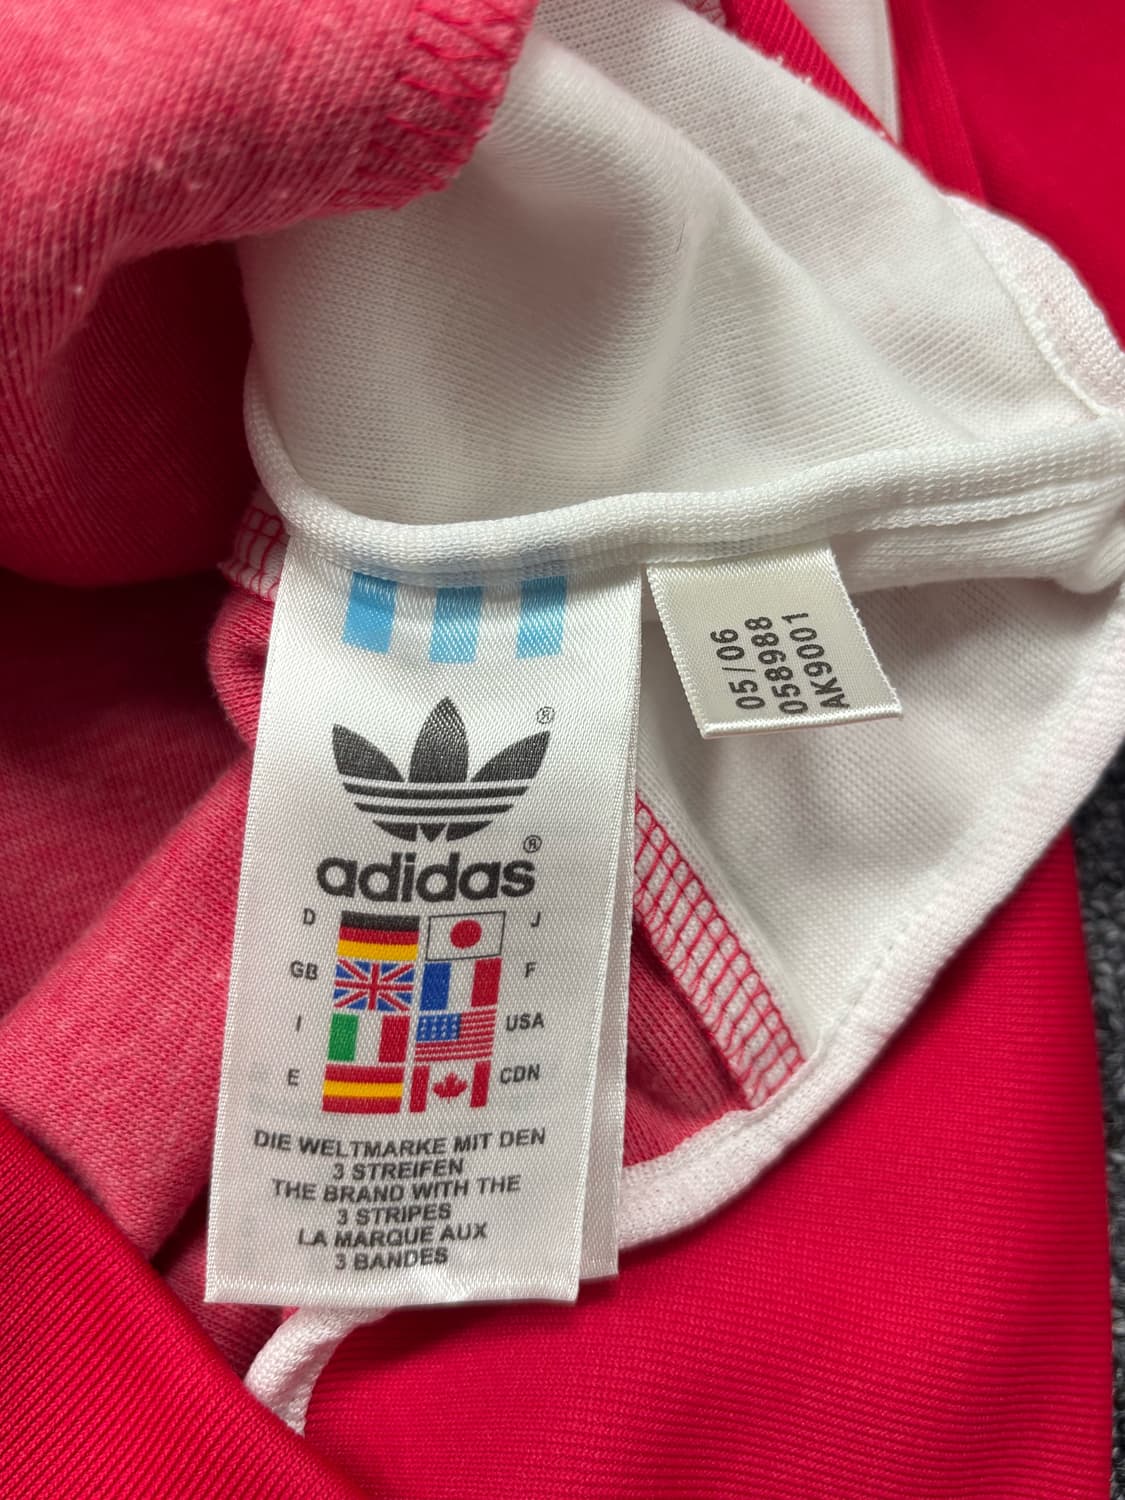 05/06
058988
AK9001
®
adidas®
D
J
GB
F
I
USA
E
CDN
DIE WELTMARKE MIT DEN
3 STREIFEN
THE BRAND WITH THE
3 STRIPES
LA MARQUE AUX
3 BANDES